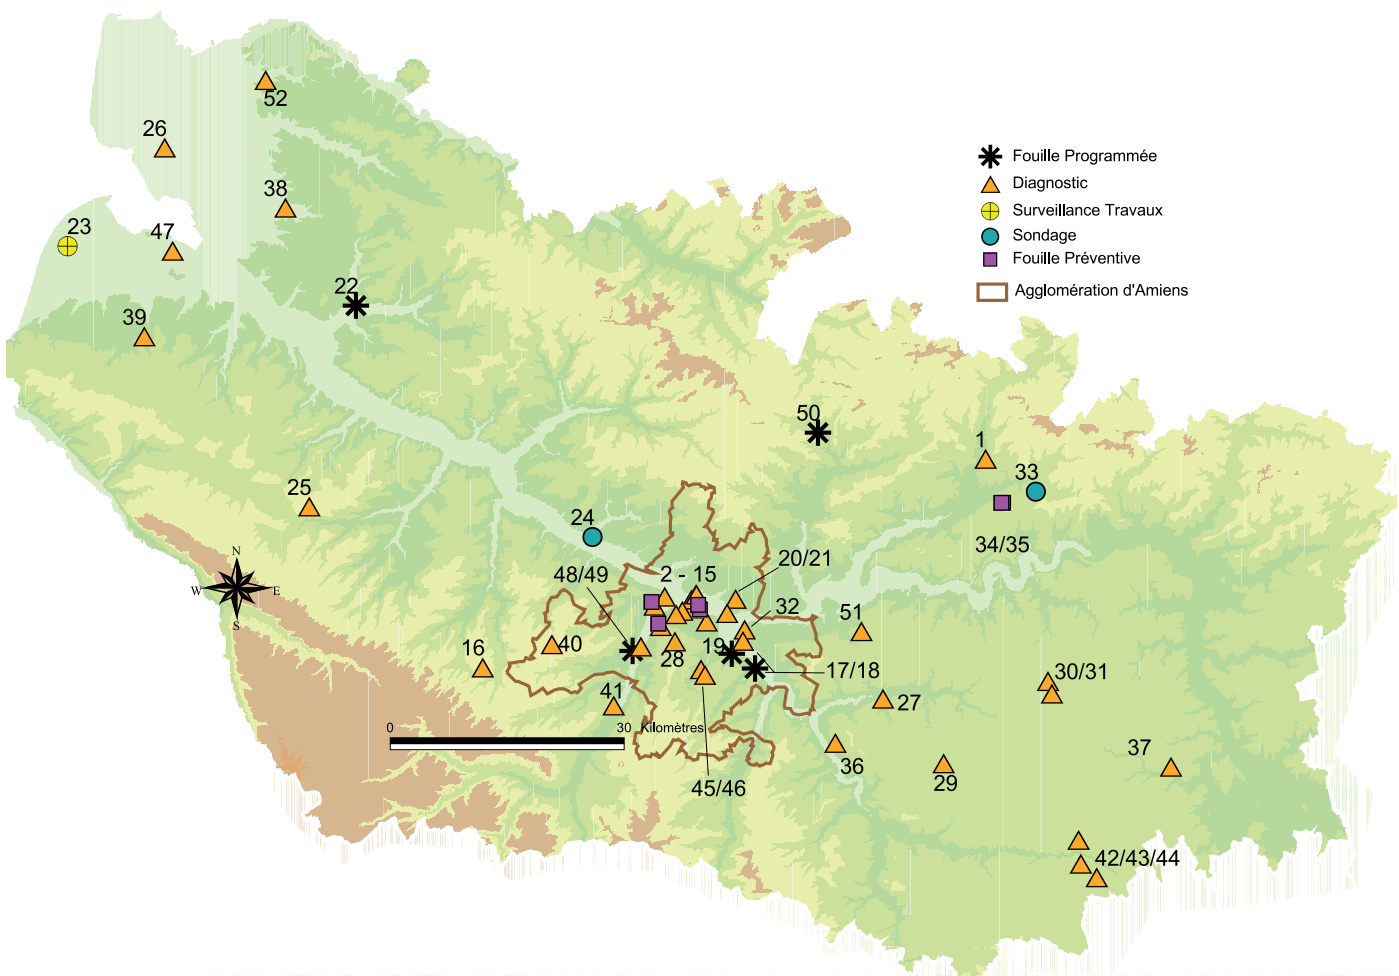 52
26
38
23
47
22
39
Fouille Programmée
Diagnostic
Surveillance Travaux
Sondage
Fouille Préventive
Agglomération d'Amiens
50
1
33
25
24
34/35
N
W E
S
48/49
2 - 15
20/21
32
51
16
40
28
19
17/18
30/31
41
27
0 30 Kilomètres
36
29
37
45/46
42/43/44